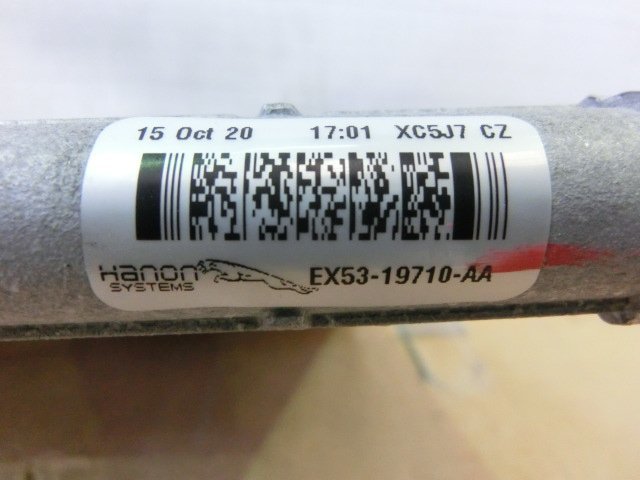 15 Oct 20 17:01 XC5J7 CZ
Hanon EX53-19710-AA
SYSTEMS